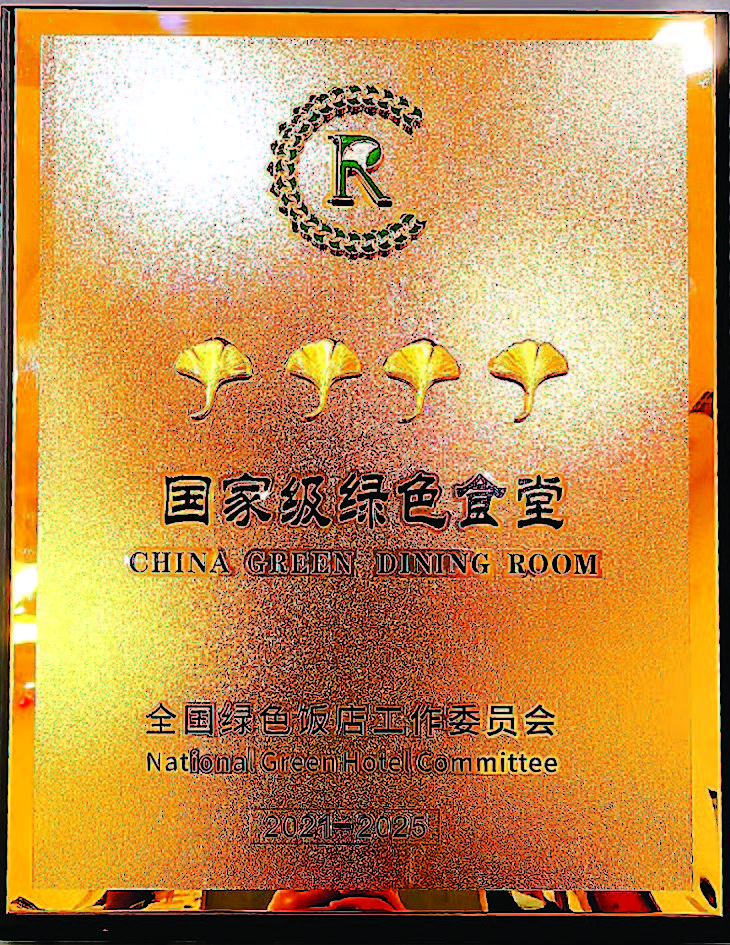 R
国家级绿色食堂
CHINA GREEN DINING ROOM
全国绿色饭店工作委员会
National Green Hotel Committee
2021-2025